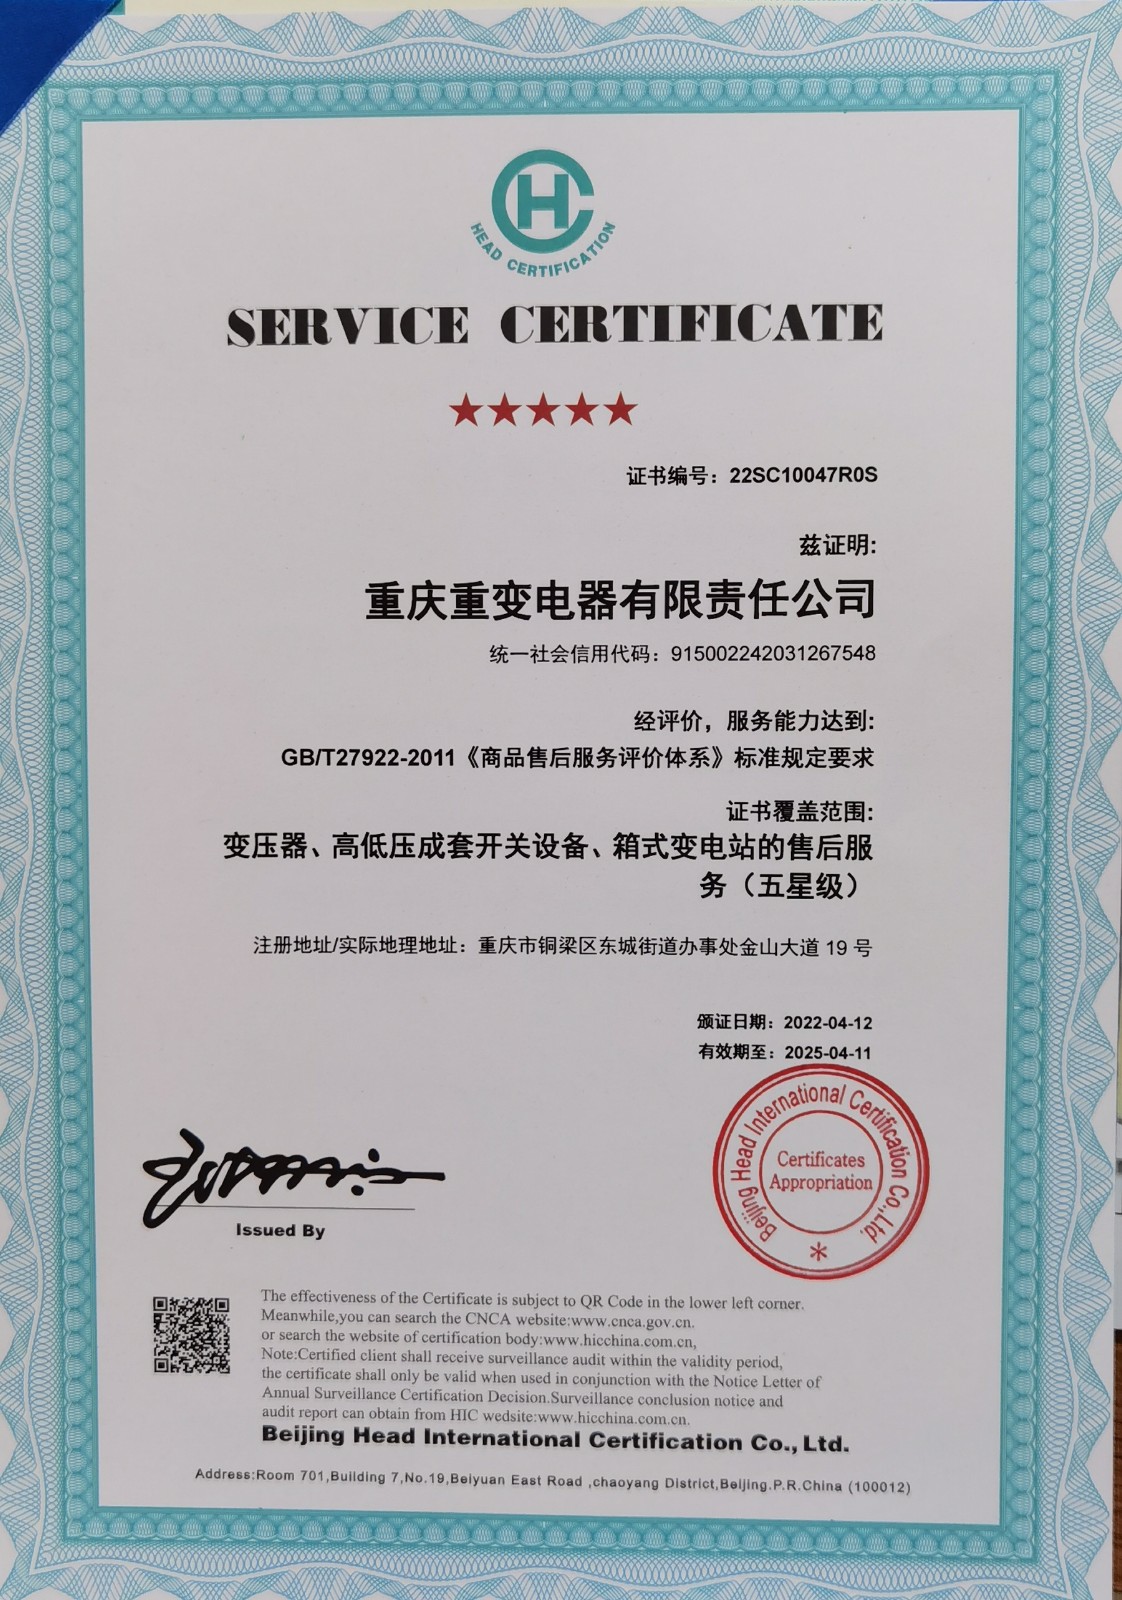 HC
HEAD CERTIFICATION
SERVICE CERTIFICATE
★★★★★
证书编号：22SC10047R0S
兹证明:
重庆重变电器有限责任公司
统一社会信用代码：915002242031267548
经评价，服务能力达到:
GB/T27922-2011《商品售后服务评价体系》标准规定要求
证书覆盖范围:
变压器、高低压成套开关设备、箱式变电站的售后服
务（五星级）
注册地址/实际地理地址：重庆市铜梁区东城街道办事处金山大道 19 号
颁证日期：2022-04-12
有效期至：2025-04-11
Beijing Head International Certification Co.,Ltd.
Certificates
Appropriation
Issued By
The effectiveness of the Certificate is subject to QR Code in the lower left corner.
Meanwhile,you can search the CNCA website:www.cnca.gov.cn.
or search the website of certification body:www.hicchina.com.cn,
Note:Certified client shall receive surveillance audit within the validity period,
the certificate shall only be valid when used in conjunction with the Notice Letter of
Annual Surveillance Certification Decision.Surveillance conclusion notice and
audit report can obtain from HIC wedsite:www.hicchina.com.cn.
Beijing Head International Certification Co., Ltd.
Address:Room 701,Building 7,No.19,Beiyuan East Road ,chaoyang District,Beijing.P.R.China (100012)